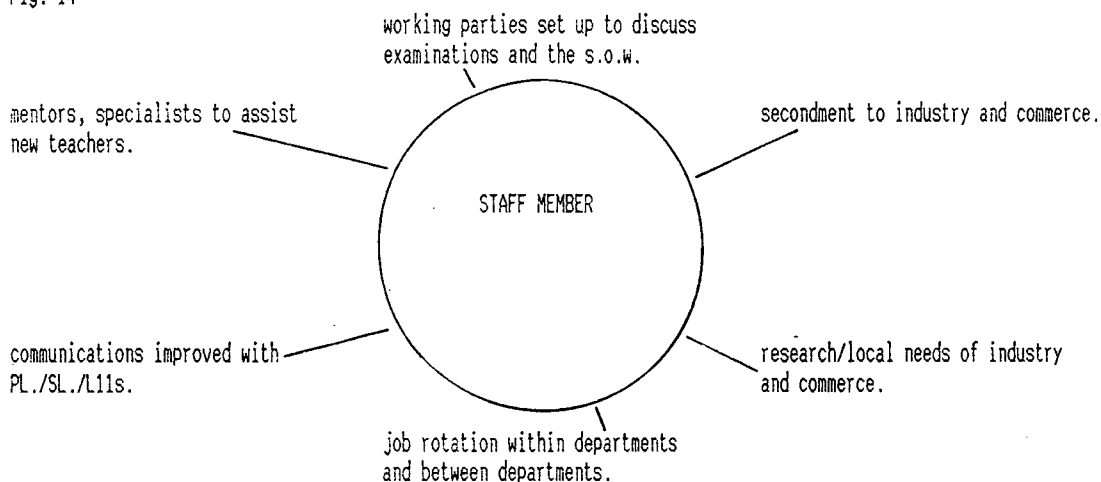 working parties set up to discuss
examinations and the s.o.w.
mentors, specialists to assist
new teachers.
secondment to industry and commerce.
STAFF MEMBER
communications improved with
PL./SL./L11s.
research/local needs of industry
and commerce.
job rotation within departments
and between departments.